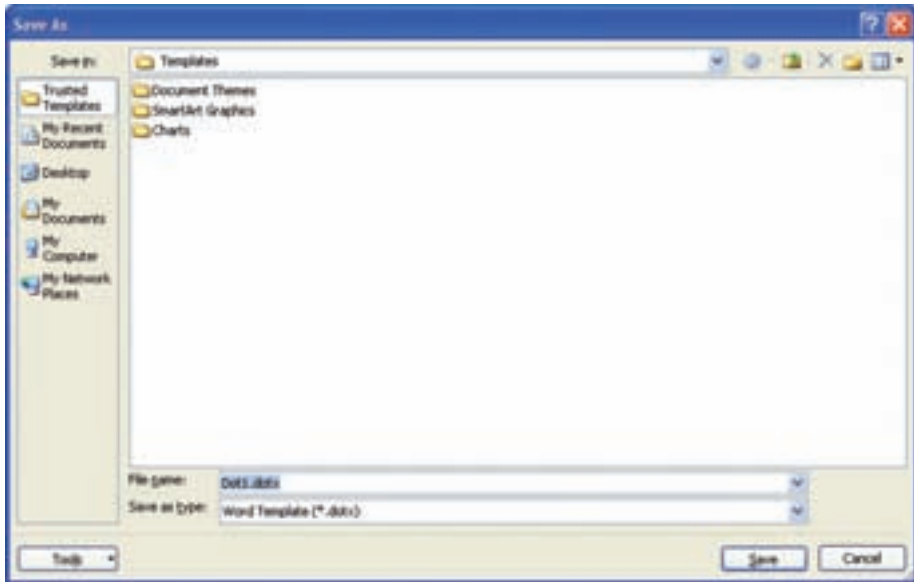 Save As
Save in:
Templates
Trusted
Templates
My Recent
Documents
Desktop
My
Documents
My
Computer
My Network
Places
Document Themes
SmartArt Graphics
Charts
File name:
Dot1.dotx
Save as type:
Word Template (*.dotx)
Tools
Save
Cancel